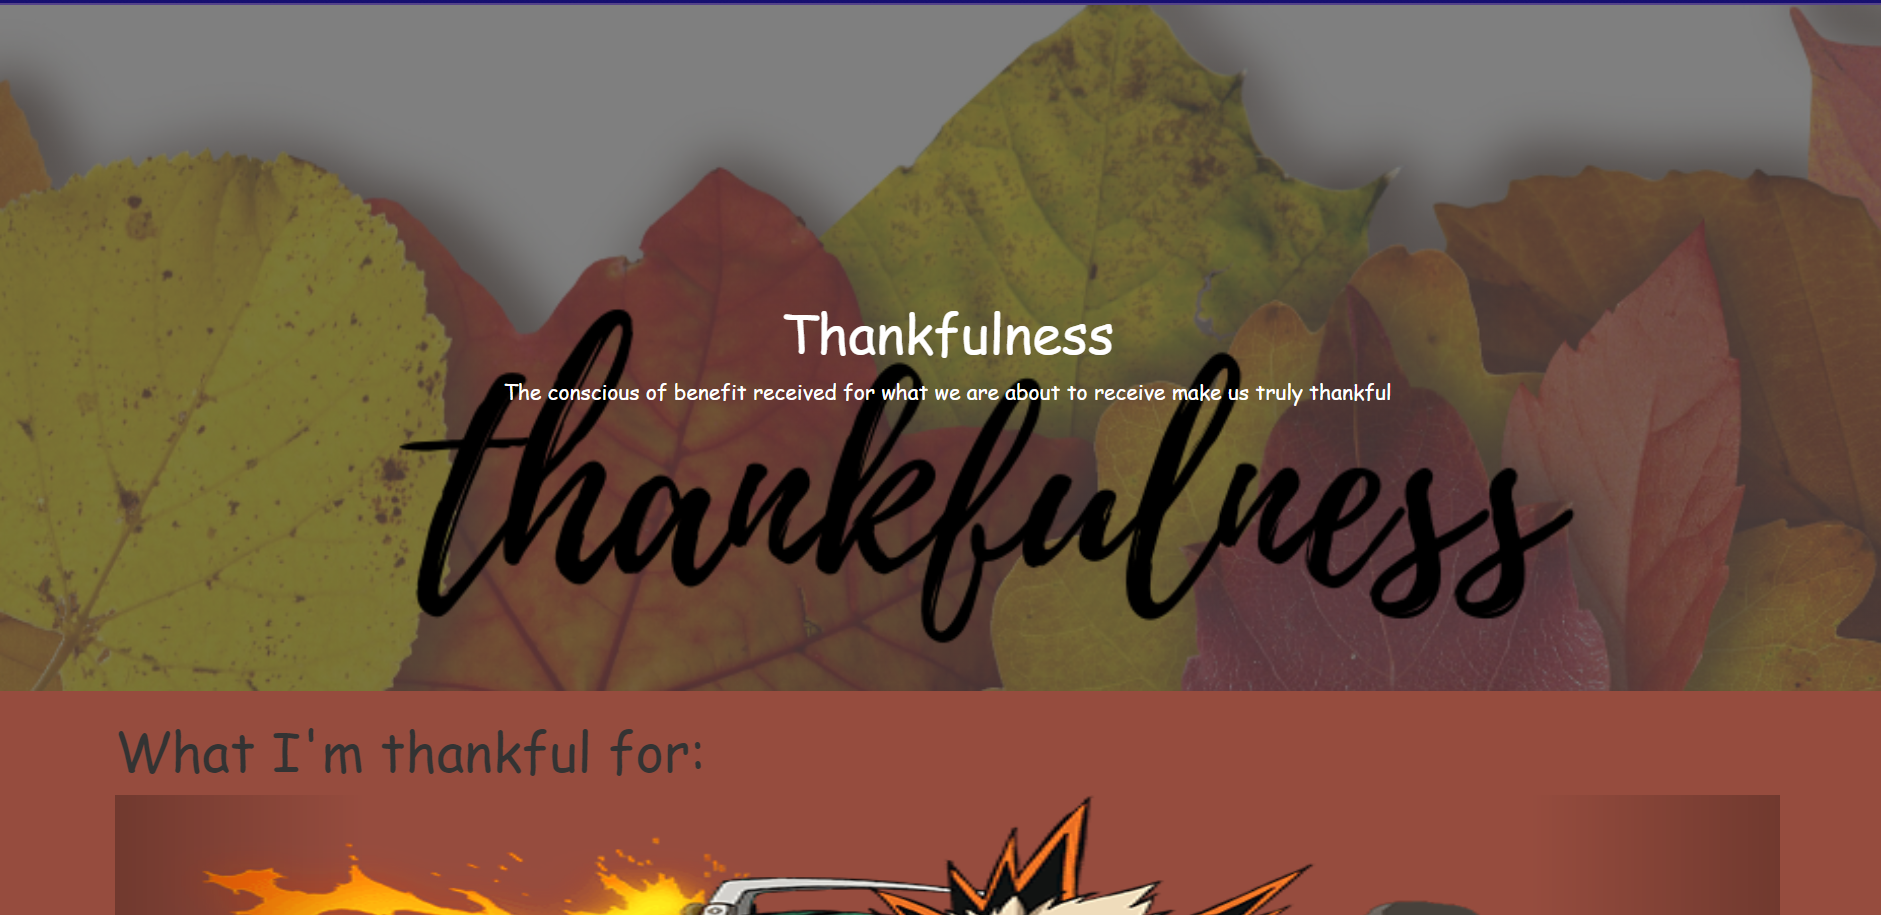 Thankfulness
The conscious of benefit received for what we are about to receive make us truly thankful
thankfulness
What I'm thankful for: